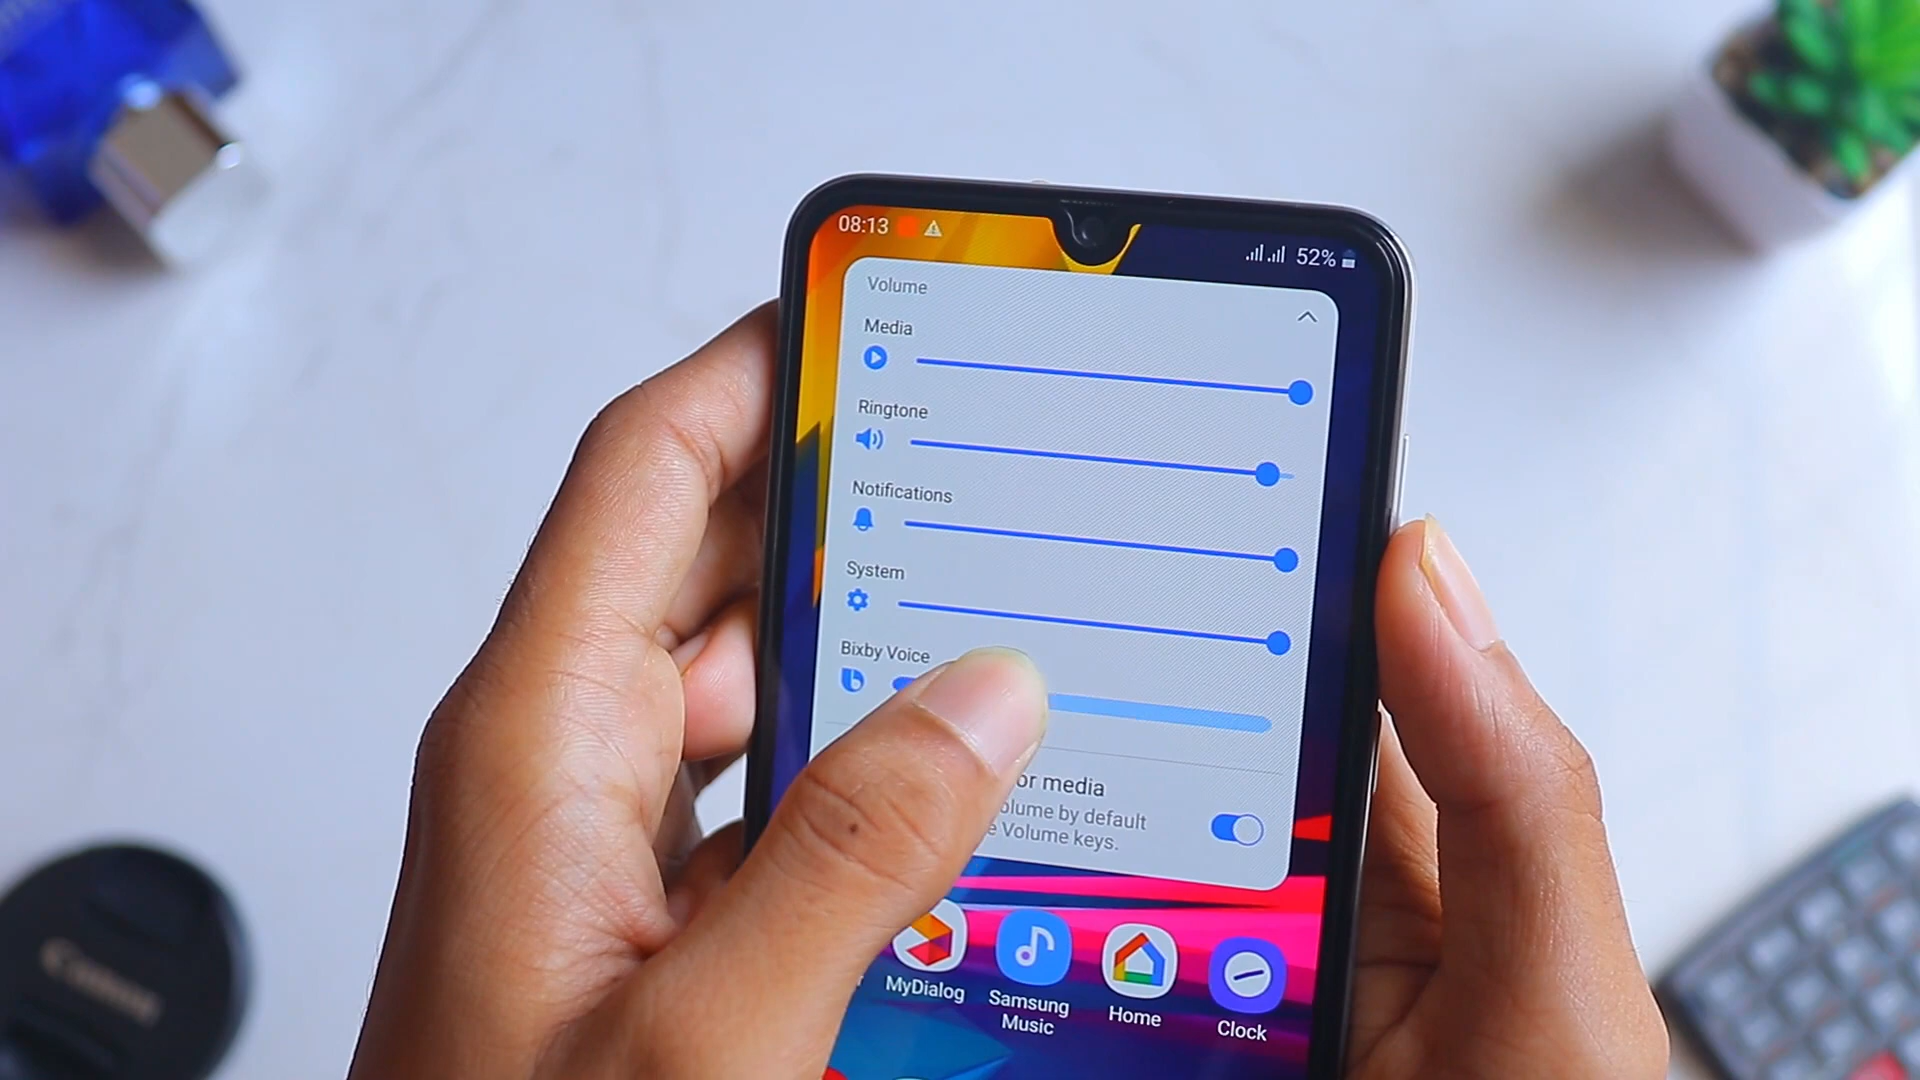 08:13
52%
Volume
Media
Ringtone
Notifications
System
Bixby Voice
or media
olume by default
e Volume keys.
MyDialog
Samsung
Music
Home
Clock
Canon